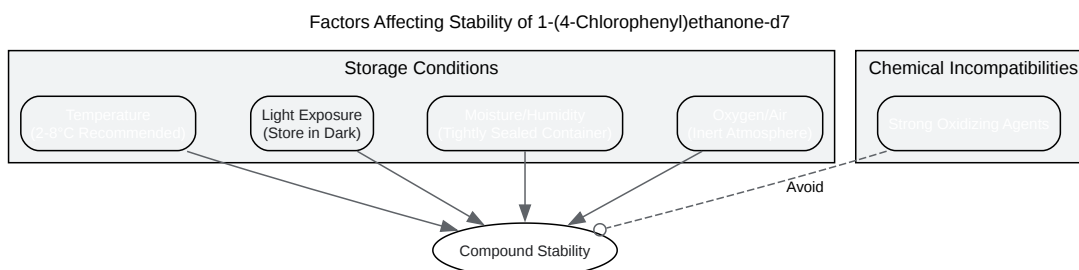 Factors Affecting Stability of 1-(4-Chlorophenyl)ethanone-d7
Storage Conditions
Chemical Incompatibilities
Temperature
(2-8°C Recommended)
Light Exposure
(Store in Dark)
Moisture/Humidity
(Tightly Sealed Container)
Oxygen/Air
(Inert Atmosphere)
Strong Oxidizing Agents
Avoid
Compound Stability